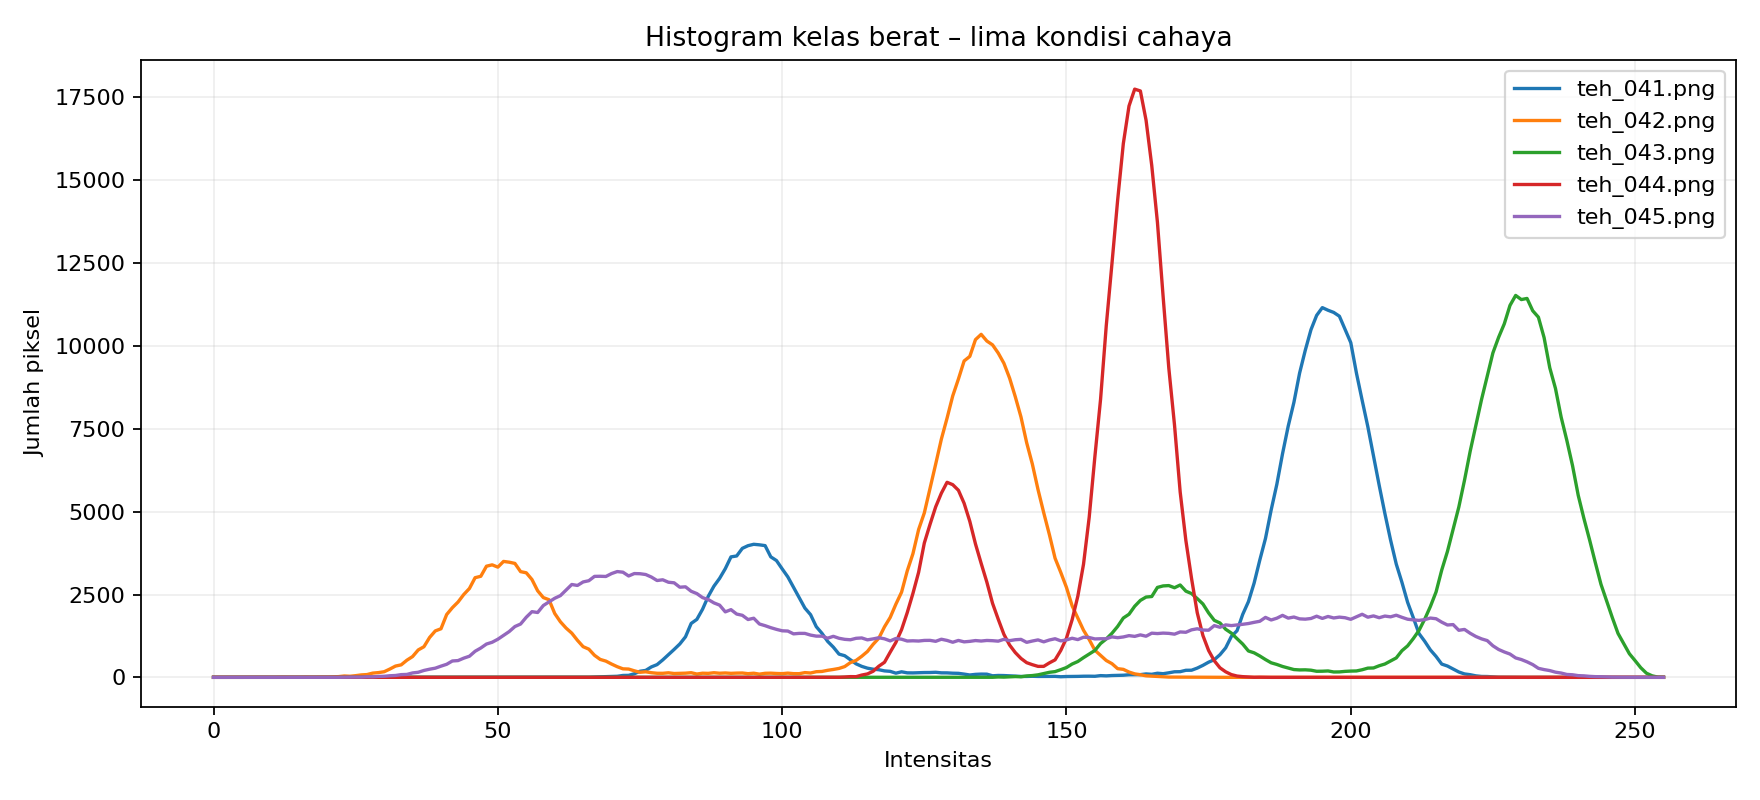 Histogram kelas berat – lima kondisi cahaya
Jumlah piksel
17500
15000
12500
10000
7500
5000
2500
0
0 50 100 150 200 250
Intensitas
teh_041.png
teh_042.png
teh_043.png
teh_044.png
teh_045.png